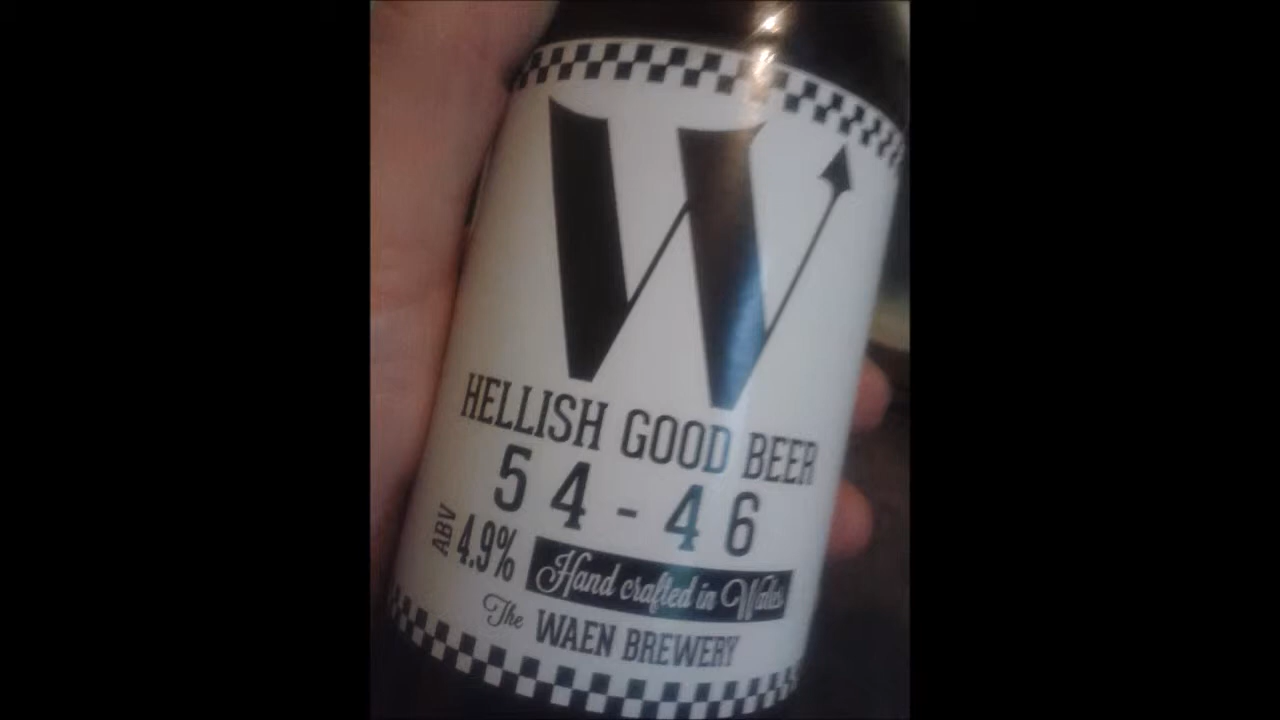 W
HELLISH GOOD BEER
54-46
ABV 4.9% Hand crafted in Wales
The WAEN BREWERY